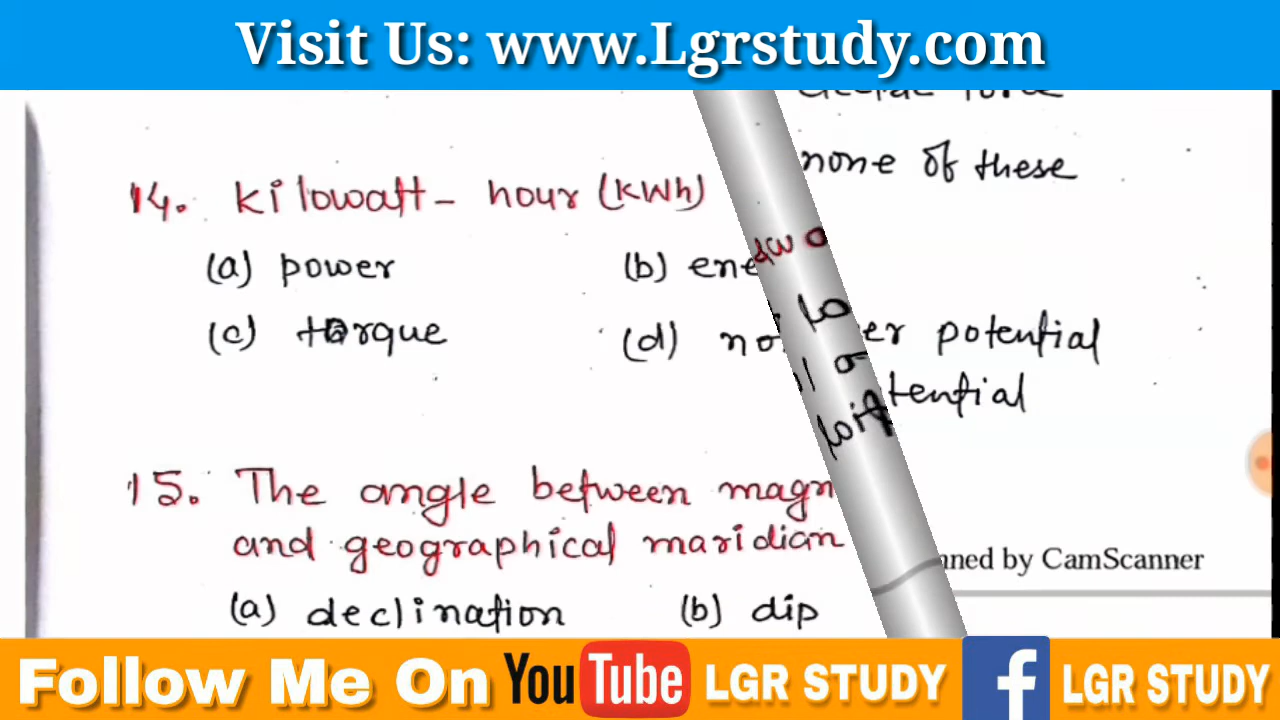 Visit Us: www.Lgrstudy.com
none of these
14. kilowatt- hour (KWh)
(a) power (b) ene
(c) torque (d) no
er potential
tential
15. The angle between magn
and geographical maridian
nned by CamScanner
(a) declination (b) dip
Follow Me On YouTube LGR STUDY f LGR STUDY